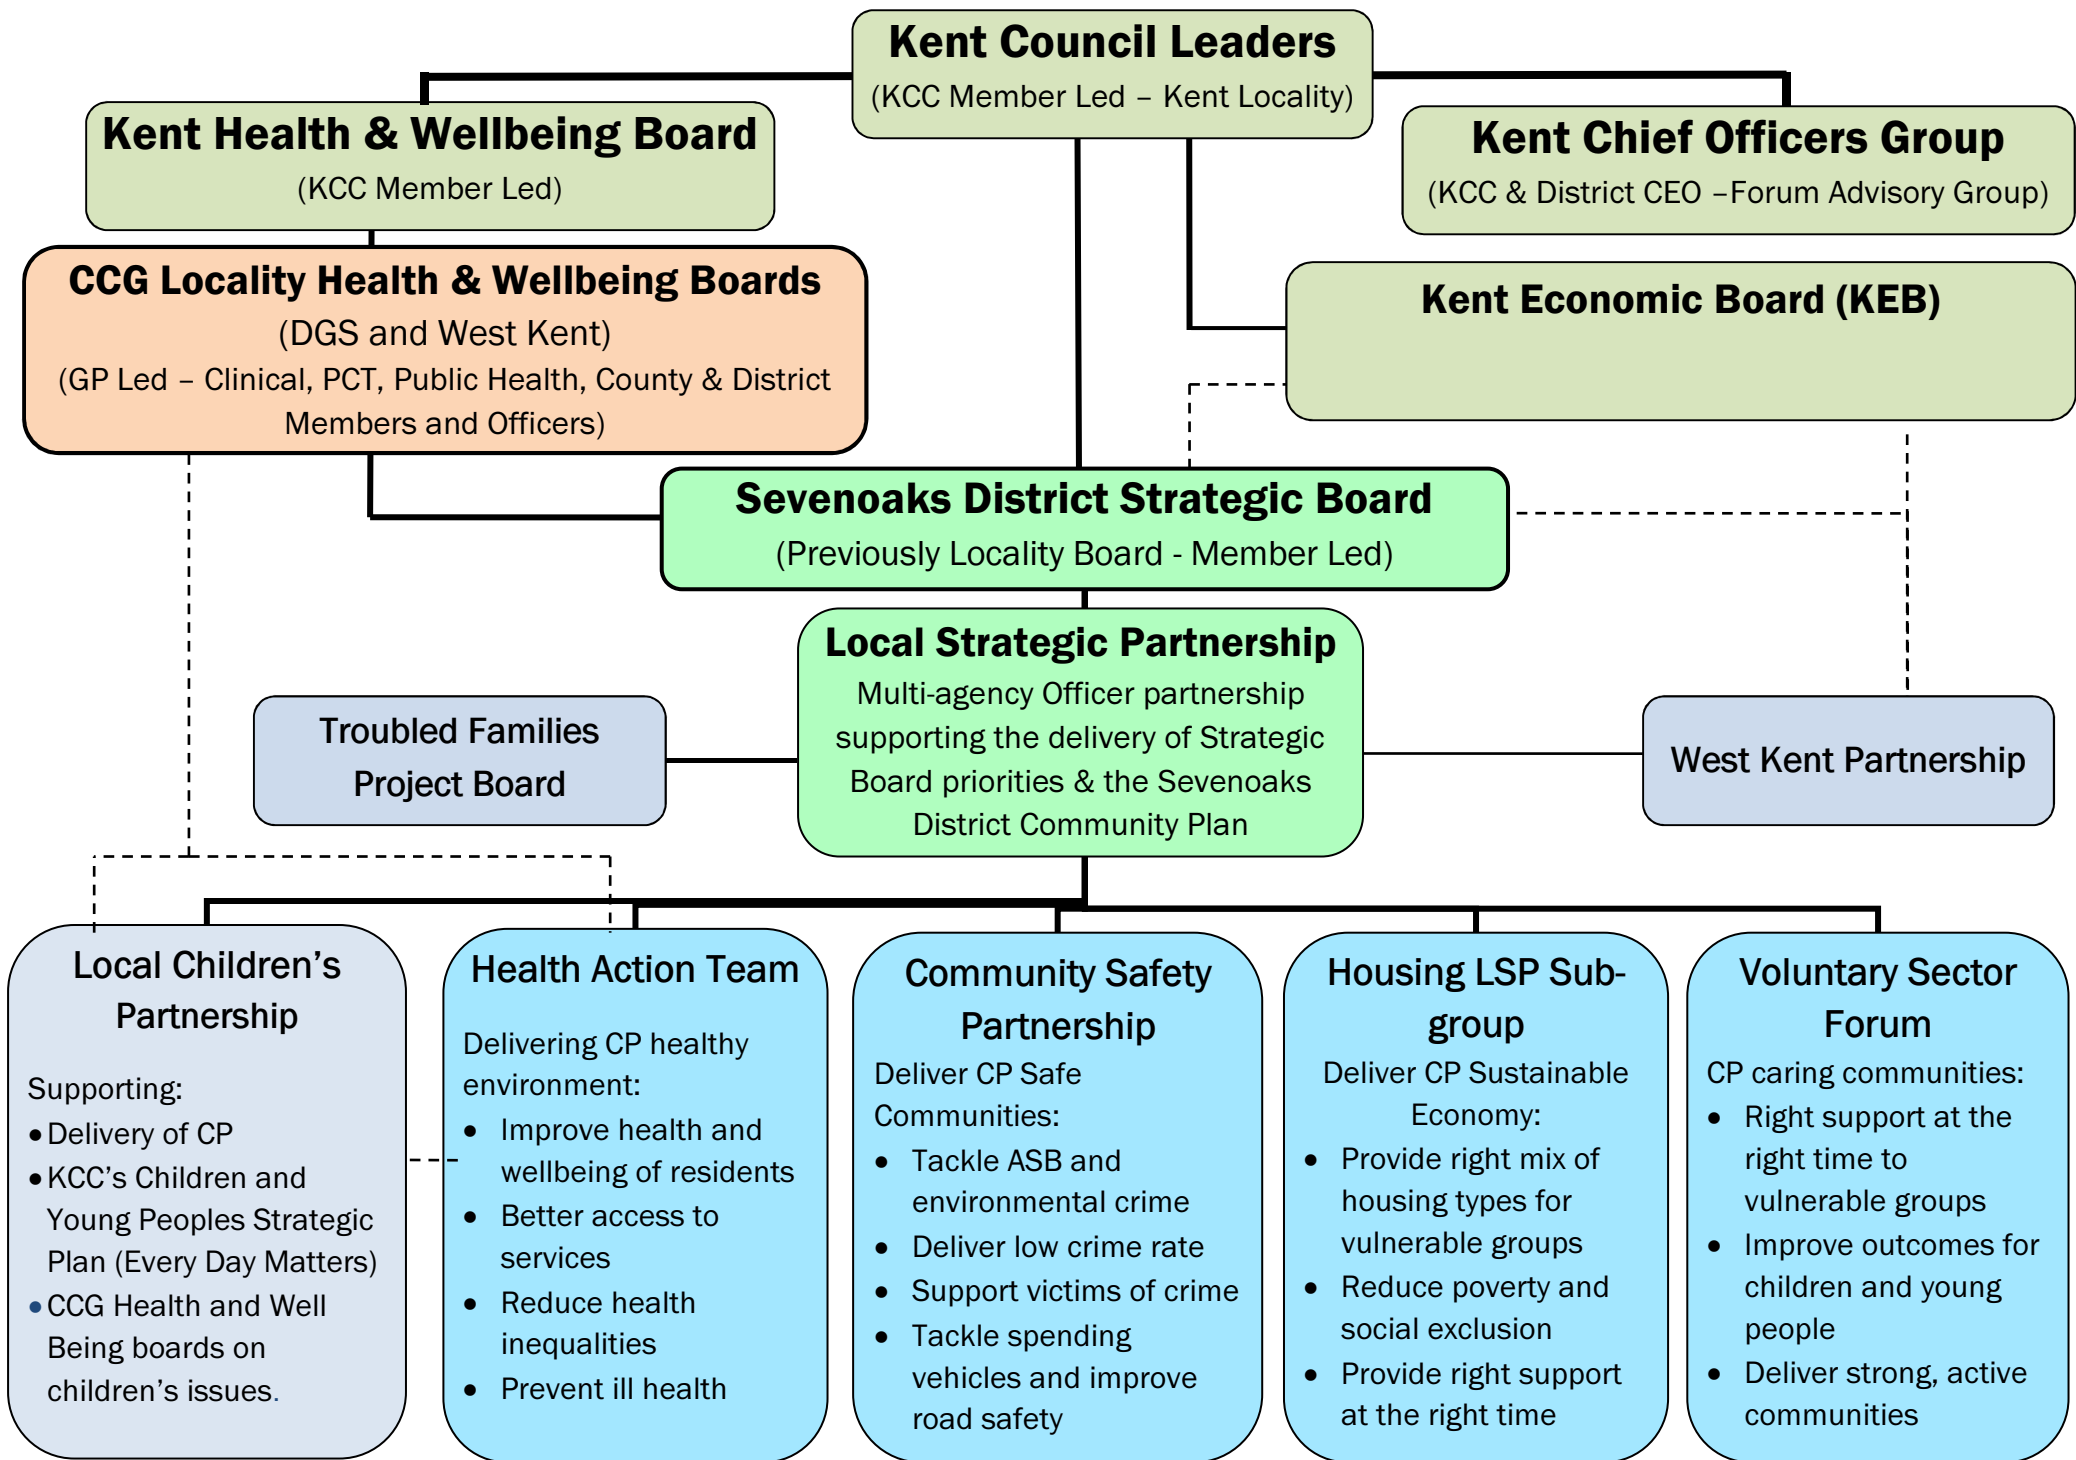 Kent Council Leaders
(KCC Member Led – Kent Locality)
Kent Health & Wellbeing Board
(KCC Member Led)
Kent Chief Officers Group
(KCC & District CEO –Forum Advisory Group)
CCG Locality Health & Wellbeing Boards
(DGS and West Kent)
(GP Led – Clinical, PCT, Public Health, County & District
Members and Officers)
Kent Economic Board (KEB)
Sevenoaks District Strategic Board
(Previously Locality Board - Member Led)
Local Strategic Partnership
Multi-agency Officer partnership
supporting the delivery of Strategic
Board priorities & the Sevenoaks
District Community Plan
Troubled Families
Project Board
West Kent Partnership
Local Children’s
Partnership
Supporting:
• Delivery of CP
• KCC’s Children and
Young Peoples Strategic
Plan (Every Day Matters)
• CCG Health and Well
Being boards on
children’s issues.
Health Action Team
Delivering CP healthy
environment:
• Improve health and
wellbeing of residents
• Better access to
services
• Reduce health
inequalities
• Prevent ill health
Community Safety
Partnership
Deliver CP Safe
Communities:
• Tackle ASB and
environmental crime
• Deliver low crime rate
• Support victims of crime
• Tackle spending
vehicles and improve
road safety
Housing LSP Sub-
group
Deliver CP Sustainable
Economy:
• Provide right mix of
housing types for
vulnerable groups
• Reduce poverty and
social exclusion
• Provide right support
at the right time
Voluntary Sector
Forum
CP caring communities:
• Right support at the
right time to
vulnerable groups
• Improve outcomes for
children and young
people
• Deliver strong, active
communities